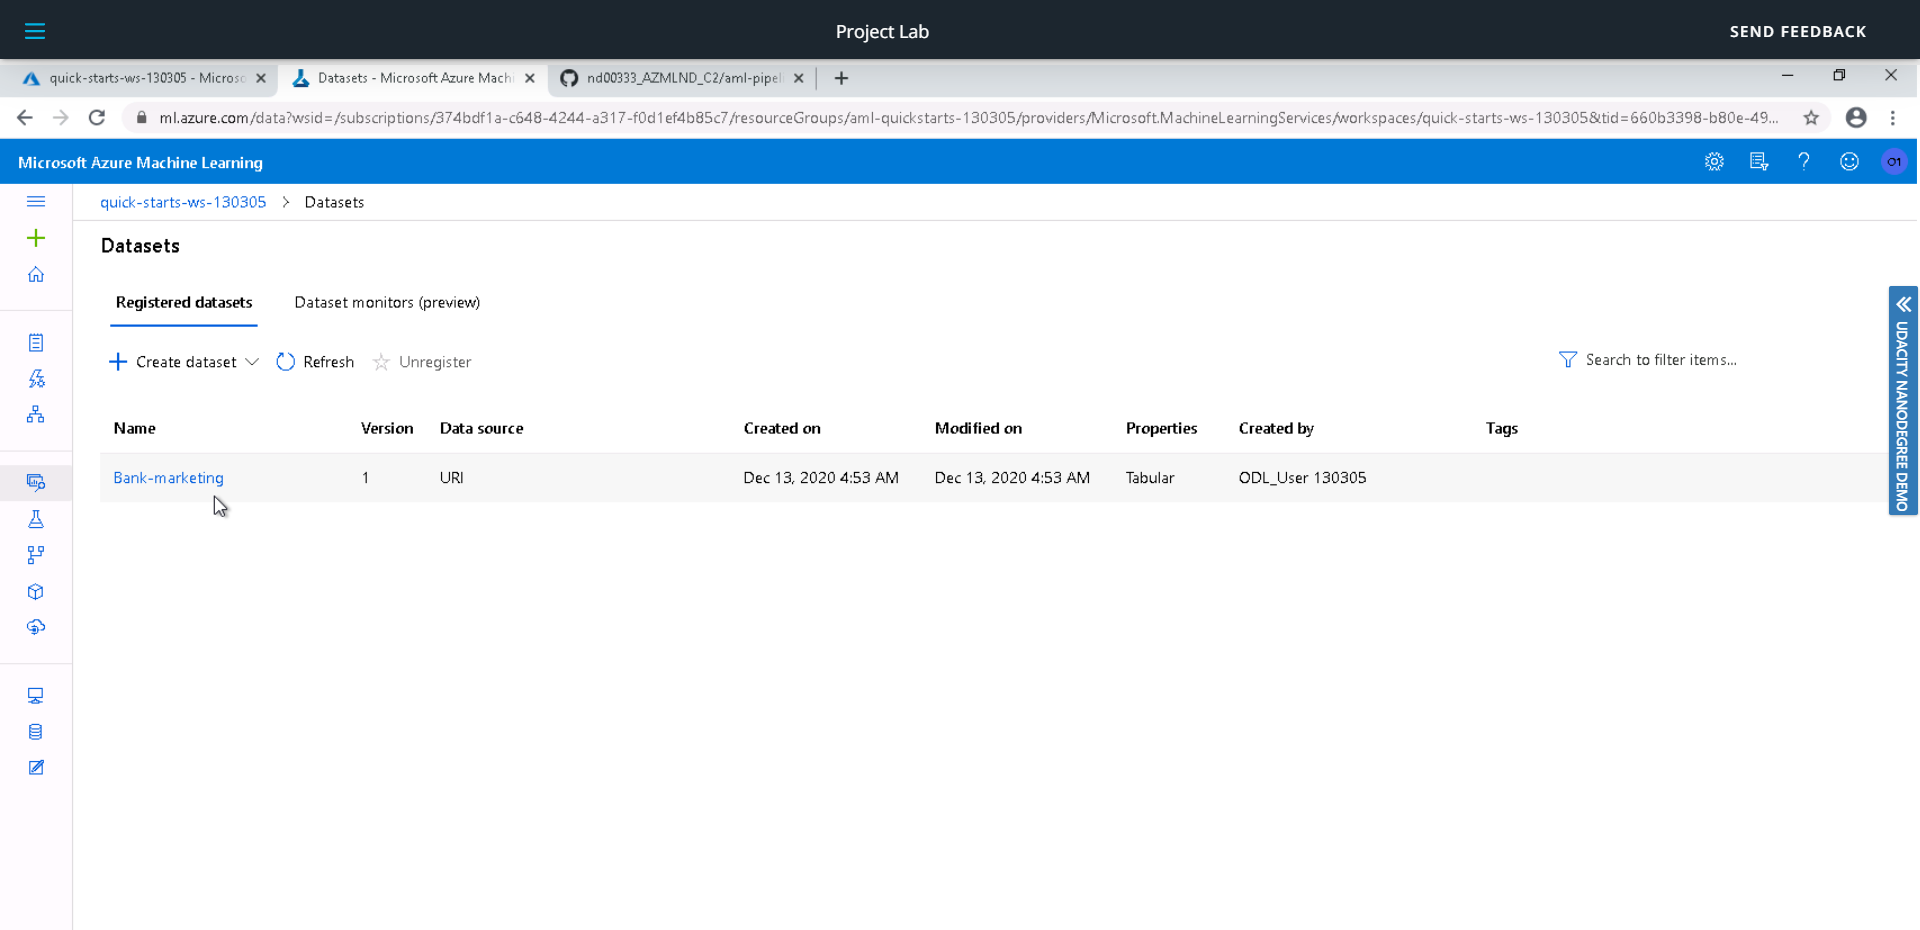 Project Lab
SEND FEEDBACK
quick-starts-ws-130305 - Microso
Datasets - Microsoft Azure Machi
nd00333_AZMLND_C2/aml-pipeli
ml.azure.com/data?wsid=/subscriptions/374bdf1a-c648-4244-a317-f0d1ef4b85c7/resourceGroups/aml-quickstarts-130305/providers/Microsoft.MachineLearningServices/workspaces/quick-starts-ws-130305&tid=660b3398-b80e-49...
Microsoft Azure Machine Learning
O1
quick-starts-ws-130305 > Datasets
Datasets
Registered datasets
Dataset monitors (preview)
Create dataset
Refresh
Unregister
Search to filter items...
Name Version Data source Created on Modified on Properties Created by Tags
Bank-marketing 1 URI Dec 13, 2020 4:53 AM Dec 13, 2020 4:53 AM Tabular ODL_User 130305
UDACITY NANODEGREE DEMO